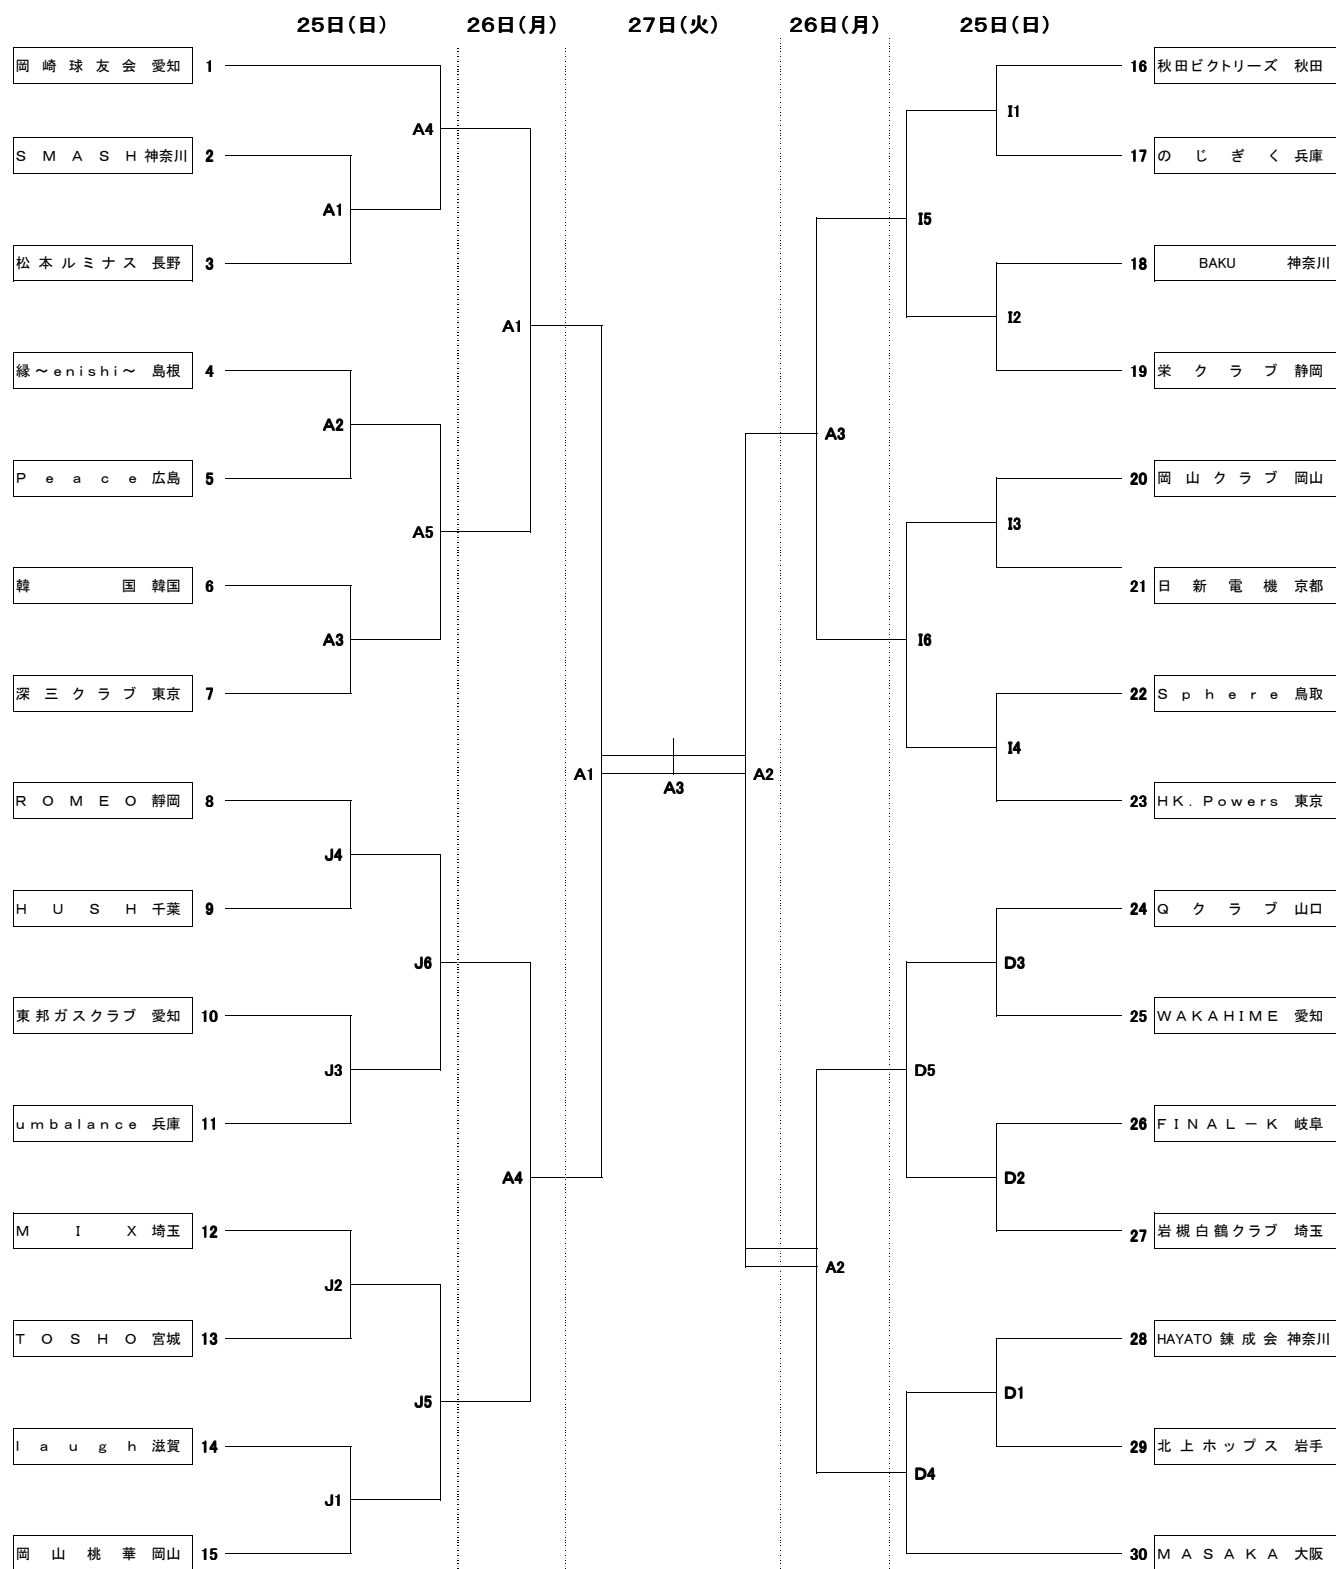 25日(日) 26日(月) 27日(火) 26日(月) 25日(日)
岡崎球友会 愛知 1
16 秋田ビクトリーズ 秋田
I1
A4
SMASH 神奈川 2
17 のじぎく 兵庫
A1
I5
松本ルミナス 長野 3
18 BAKU 神奈川
I2
A1
縁～enishi～ 島根 4
19 栄クラブ 静岡
A2
A3
Peace 広島 5
20 岡山クラブ 岡山
I3
A5
韓国 韓国 6
21 日新電機 京都
A3
I6
深三クラブ 東京 7
22 Sphere 鳥取
I4
A1
A2
A3
ROMEO 静岡 8
23 HK.Powers 東京
J4
HUSH 千葉 9
24 Qクラブ 山口
J6
D3
東邦ガスクラブ 愛知 10
25 WAKAHIME 愛知
J3
D5
umbalance 兵庫 11
26 FINAL－K 岐阜
A4
D2
MIX 埼玉 12
27 岩槻白鶴クラブ 埼玉
A2
J2
TOSHO 宮城 13
28 HAYATO錬成会 神奈川
J5
D1
laugh 滋賀 14
29 北上ホップス 岩手
D4
J1
岡山桃華 岡山 15
30 MASAKA 大阪